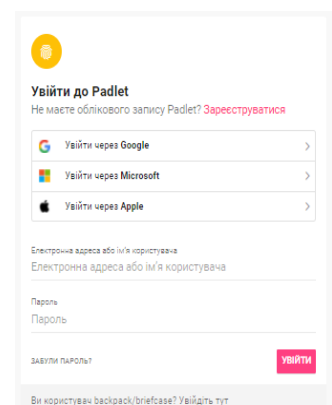 Увійти до Padlet
Не маєте облікового запису Padlet? Зареєструватися
Увійти через Google
Увійти через Microsoft
Увійти через Apple
Електронна адреса або ім'я користувача
Електронна адреса або ім'я користувача
Пароль
Пароль
ЗАБУЛИ ПАРОЛЬ?
УВІЙТИ
Ви користувач backpack/briefcase? Увійдіть тут